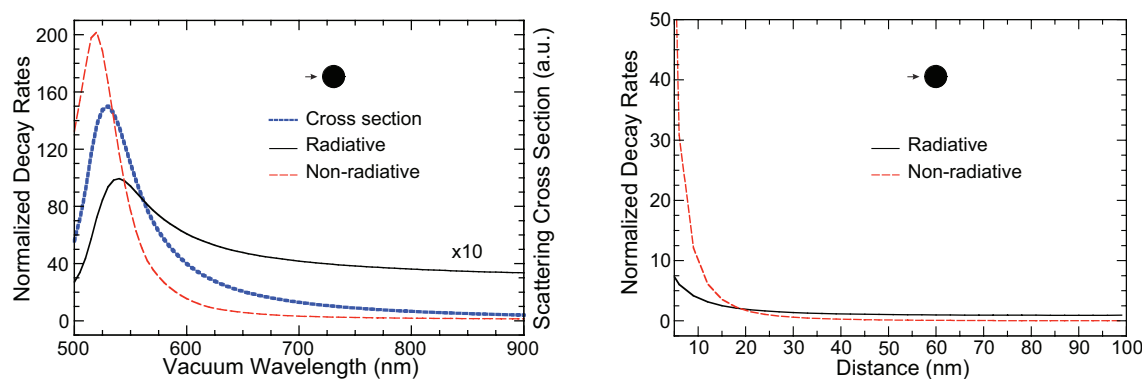 Normalized Decay Rates
200
160
120
80
40
0
Cross section
Radiative
Non-radiative
x10
500
600
700
800
900
Vacuum Wavelength (nm)
Scattering Cross Section (a.u.)
Normalized Decay Rates
50
40
30
20
10
0
Radiative
Non-radiative
10
20
30
40
50
60
70
80
90
100
Distance (nm)